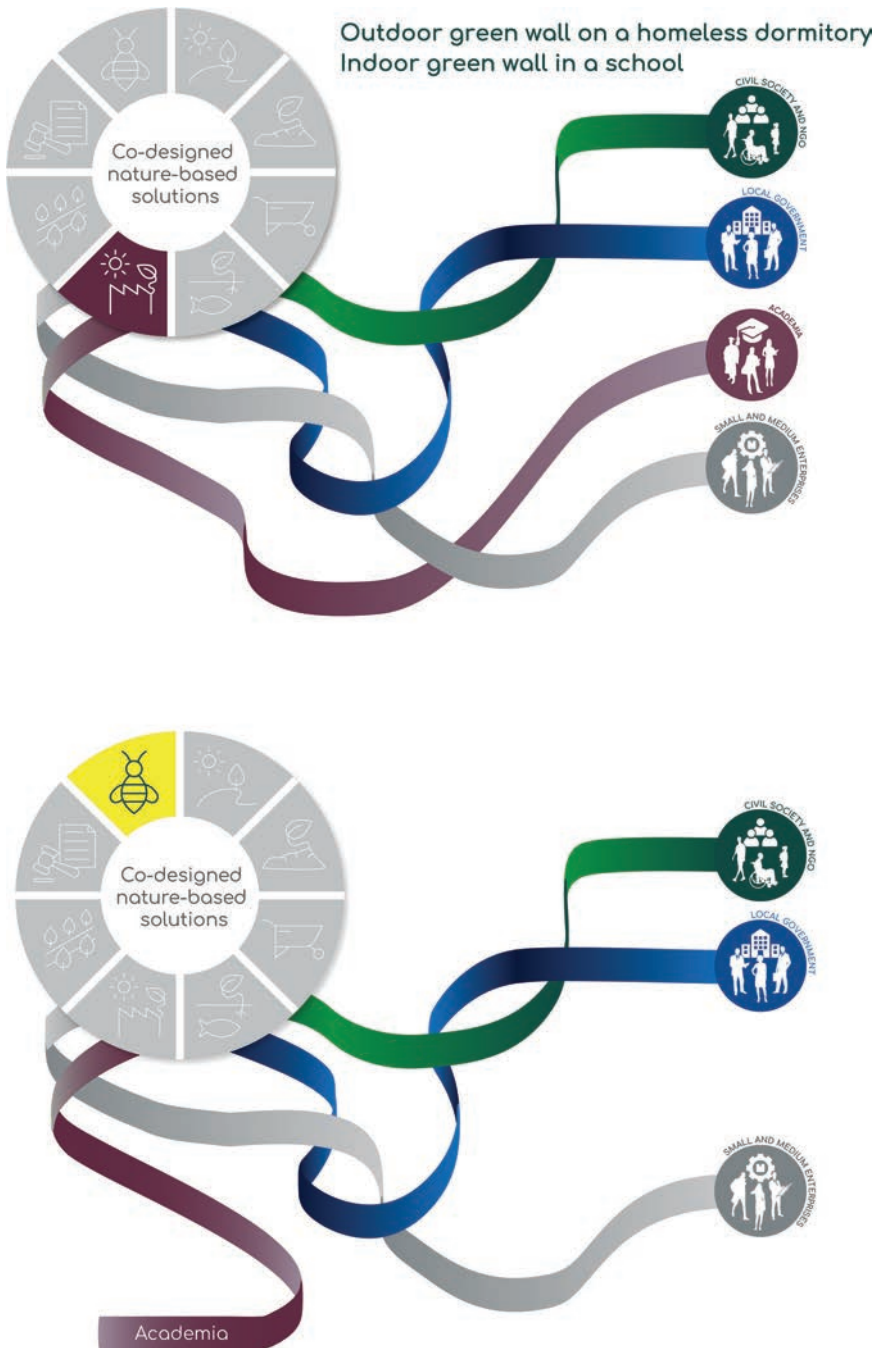 Outdoor green wall on a homeless dormitory
Indoor green wall in a school
CIVIL SOCIETY AND NGO
Co-designed
nature-based
solutions
LOCAL GOVERNMENT
ACADEMIA
SMALL AND MEDIUM ENTERPRISES
M
CIVIL SOCIETY AND NGO
Co-designed
nature-based
solutions
LOCAL GOVERNMENT
SMALL AND MEDIUM ENTERPRISES
M
Academia